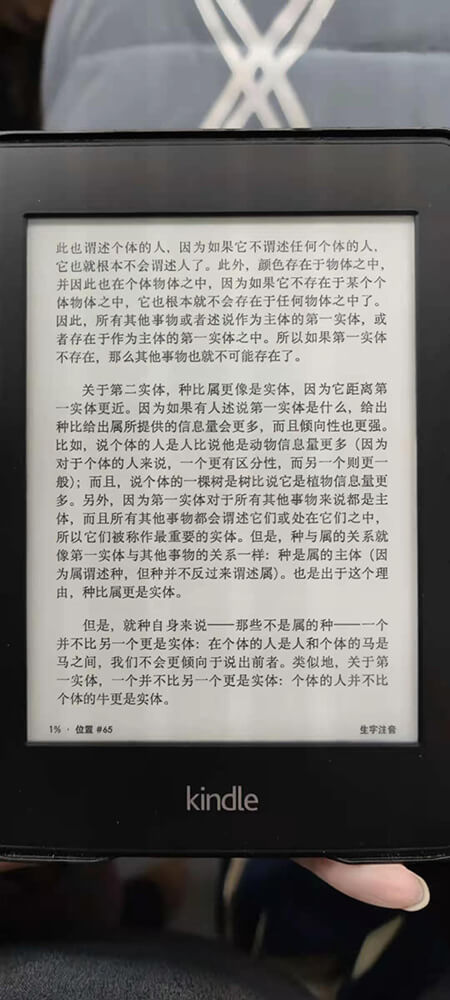 此也谓述个体的人，因为如果它不谓述任何个体的人，
它也就根本不会谓述人了。此外，颜色存在于物体之中，
并因此也在个体物体之中，因为如果它不存在于某个个
体物体之中，它也根本就不会存在于任何物体之中了。
因此，所有其他事物或者述说作为主体的第一实体，或
者存在于作为主体的第一实体之中。所以如果第一实体
不存在，那么其他事物也就不可能存在了。
关于第二实体，种比属更像是实体，因为它距离第
一实体更近。因为如果有人述说第一实体是什么，给出
种比给出属所提供的信息量会更多，而且倾向性也更强。
比如，说个体的人是人比说他是动物信息量更多（因为
对于个体的人来说，一个更有区分性，而另一个则更一
般）；而且，说个体的一棵树是树比说它是植物信息量更
多。另外，因为第一实体对于所有其他事物来说都是主
体，而且所有其他事物都会谓述它们或处在它们之中，
所以它们被称作最重要的实体。但是，种与属的关系就
像第一实体与其他事物的关系一样：种是属的主体（因
为属谓述种，但种并不反过来谓述属）。也是出于这个理
由，种比属更是实体。
但是，就种自身来说——那些不是属的种——一个
并不比另一个更是实体：在个体的人是人和个体的马是
马之间，我们不会更倾向于说出前者。类似地，关于第
一实体，一个并不比另一个更是实体：个体的人并不比
个体的牛更是实体。
1% · 位置 #65 生字注音
kindle